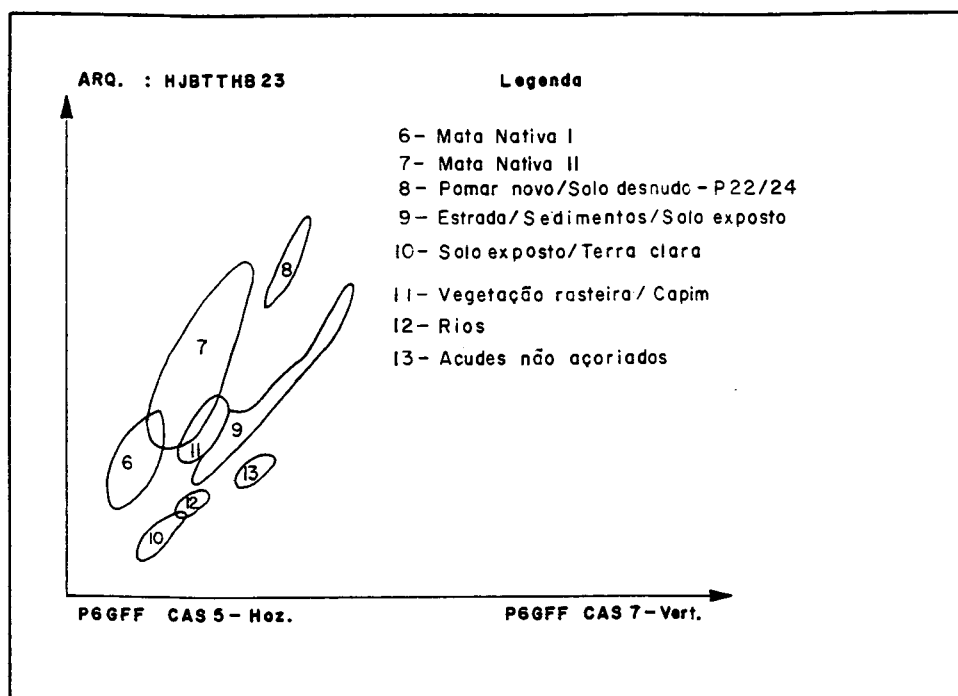 ARQ. : HJBTTHB23
Legenda
6- Mata Nativa I
7- Mata Nativa II
8- Pomar novo/Solo desnudo - P22/24
9- Estrada/Sedimentos/Solo exposto
10- Solo exposto/Terra clara
11- Vegetação rasteira/Capim
12- Rios
13- Acudes não açoriados
8
7
9
11
6
13
12
10
P6GFF CAS 5 - Hoz.
P6GFF CAS 7 - Vert.